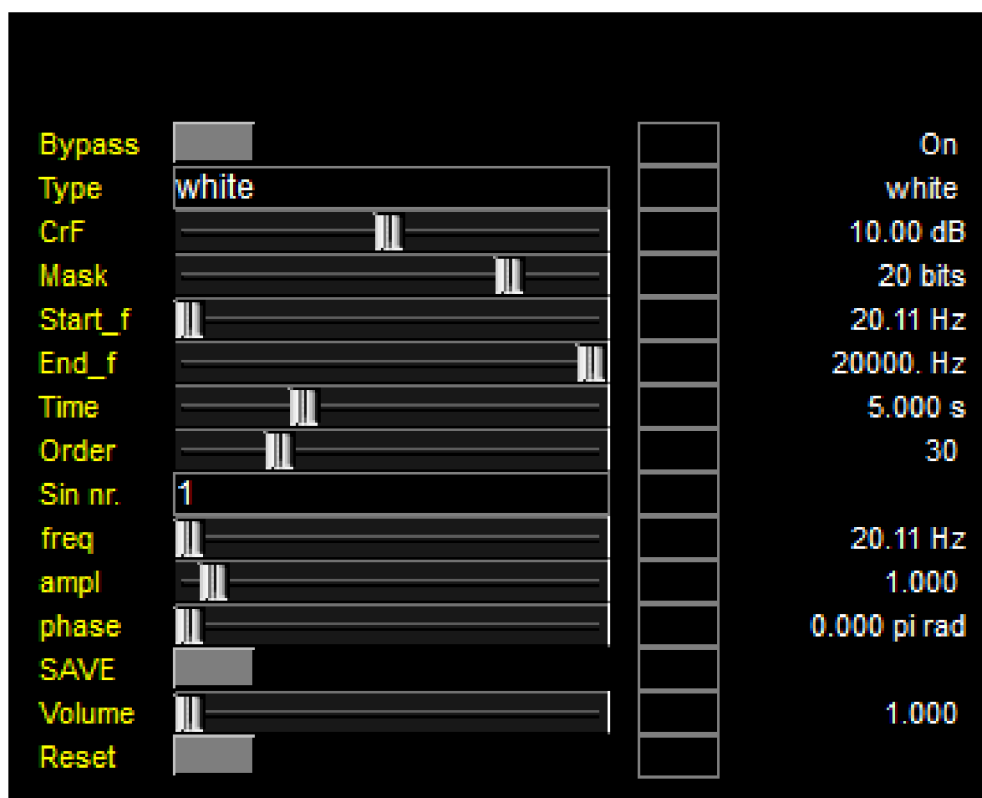 Bypass On
Type white white
CrF 10.00 dB
Mask 20 bits
Start_f 20.11 Hz
End_f 20000. Hz
Time 5.000 s
Order 30
Sin nr. 1
freq 20.11 Hz
ampl 1.000
phase 0.000 pi rad
SAVE
Volume 1.000
Reset